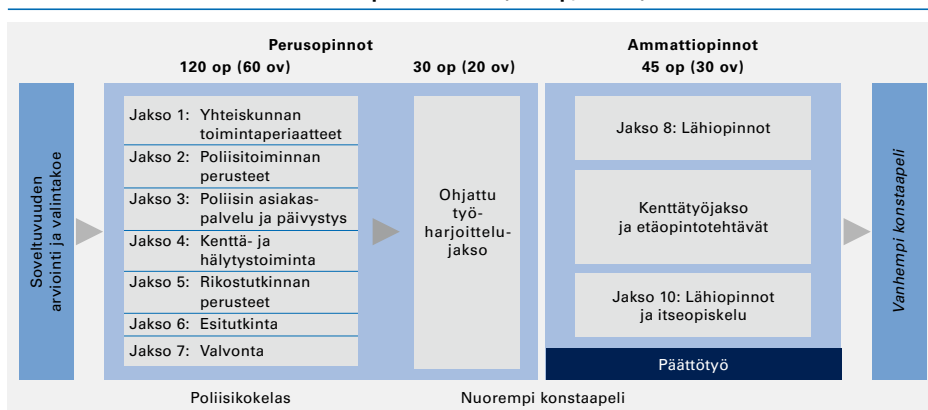 Perusopinnot
120 op (60 ov)
30 op (20 ov)
Ammattiopinnot
45 op (30 ov)
Soveltuvuuden
arviointi ja valintakoe
Jakso 1: Yhteiskunnan
toimintaperiaatteet
Jakso 2: Poliisitoiminnan
perusteet
Jakso 3: Poliisin asiakas-
palvelu ja päivystys
Jakso 4: Kenttä- ja
hälytystoiminta
Jakso 5: Rikostutkinnan
perusteet
Jakso 6: Esitutkinta
Jakso 7: Valvonta
Ohjattu
työ-
harjoittelu-
jakso
Jakso 8: Lähiopinnot
Kenttätyöjakso
ja etäopintotehtävät
Jakso 10: Lähiopinnot
ja itseopiskelu
Päättötyö
Vanhempi konstaapeli
Poliisikokelas
Nuorempi konstaapeli